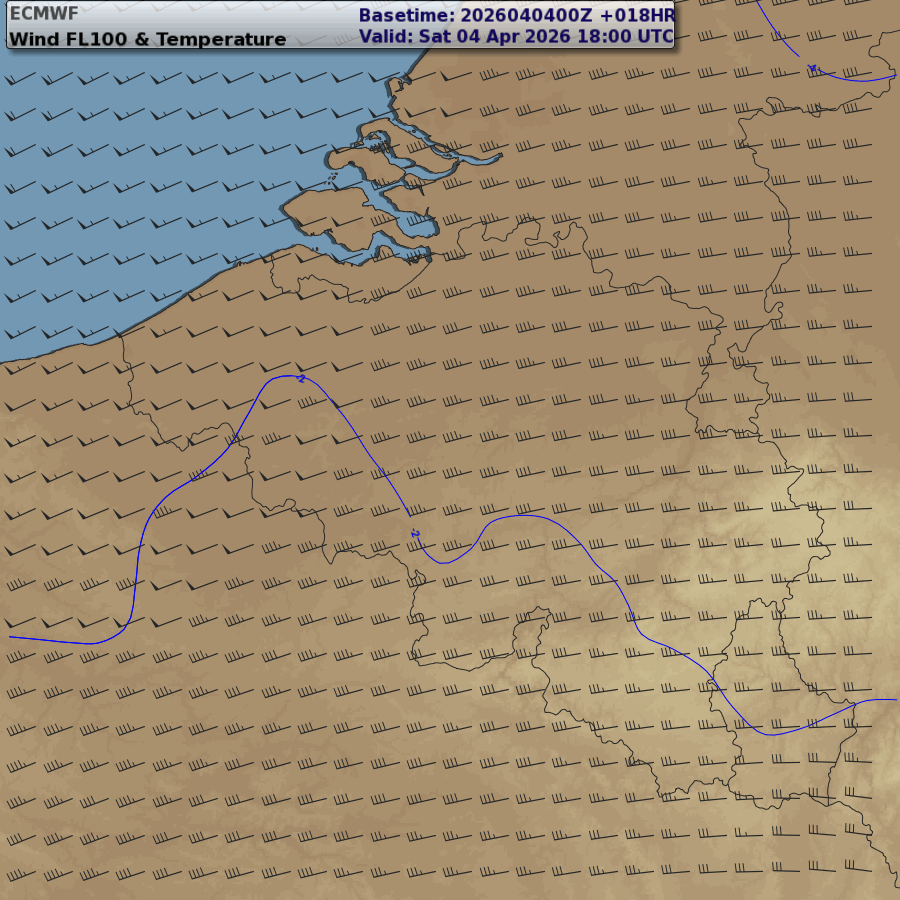 ECMWF
Basetime: 2026040400Z +018HR
Wind FL100 & Temperature
Valid: Sat 04 Apr 2026 18:00 UTC
-2
-2